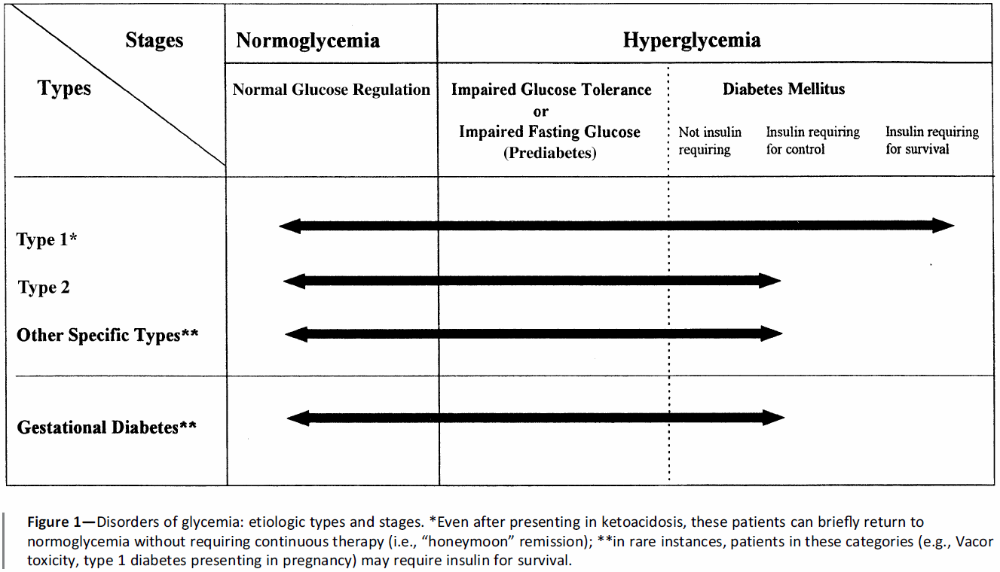 Stages
Normoglycemia
Hyperglycemia
Types
Normal Glucose Regulation
Impaired Glucose Tolerance
or
Impaired Fasting Glucose
(Prediabetes)
Diabetes Mellitus
Not insulin
requiring
Insulin requiring
for control
Insulin requiring
for survival
Type 1*
Type 2
Other Specific Types**
Gestational Diabetes**
Figure 1—Disorders of glycemia: etiologic types and stages. *Even after presenting in ketoacidosis, these patients can briefly return to
normoglycemia without requiring continuous therapy (i.e., “honeymoon” remission); **in rare instances, patients in these categories (e.g., Vacor
toxicity, type 1 diabetes presenting in pregnancy) may require insulin for survival.